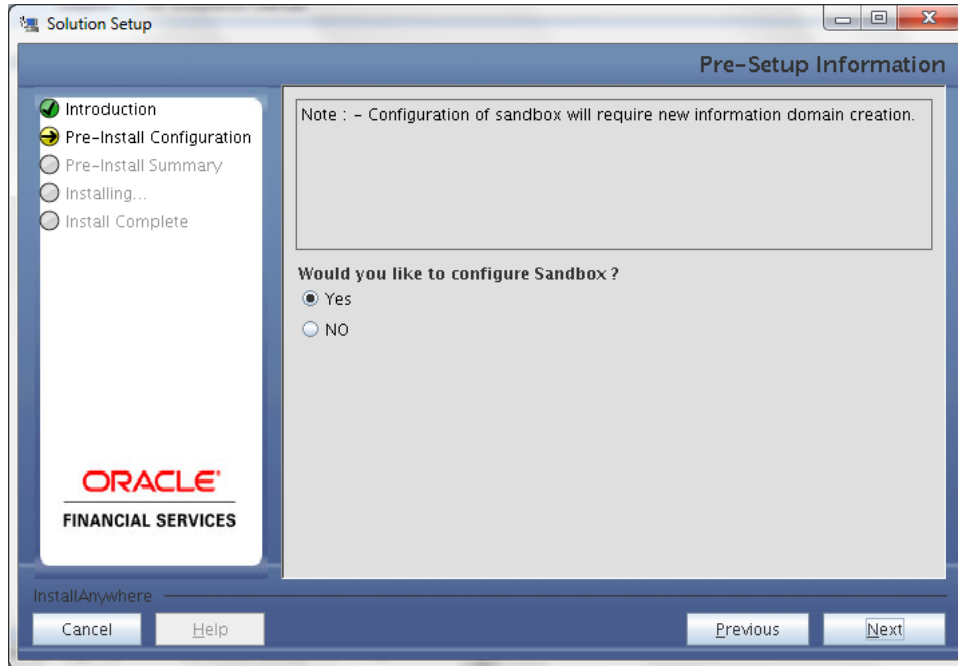 Solution Setup
Pre-Setup Information
Introduction
Pre-Install Configuration
Pre-Install Summary
Installing...
Install Complete
Note : - Configuration of sandbox will require new information domain creation.
Would you like to configure Sandbox ?
Yes
NO
ORACLE®
FINANCIAL SERVICES
InstallAnywhere
Cancel
Help
Previous
Next